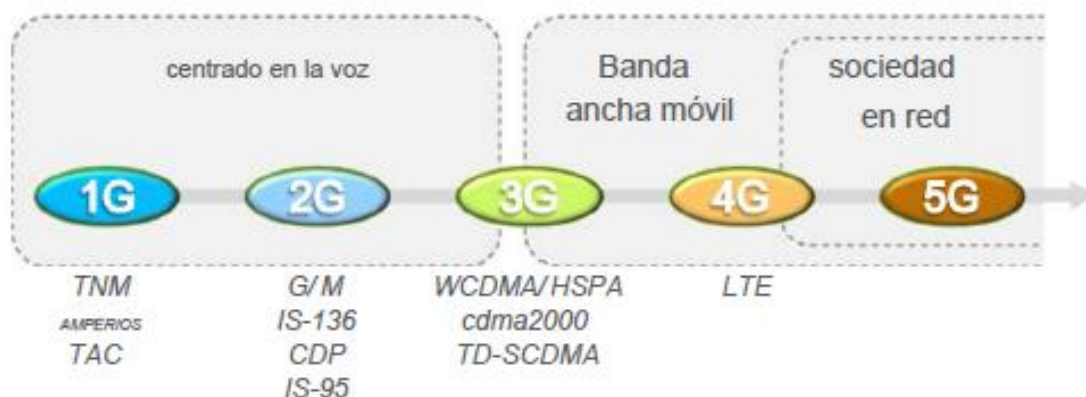 centrado en la voz
Banda
ancha móvil
sociedad
en red
1G
2G
3G
4G
5G
TNM
AMPERIOS
TAC
G/ M
IS-136
CDP
IS-95
WCDMA/ HSPA
cdma2000
TD-SCDMA
LTE